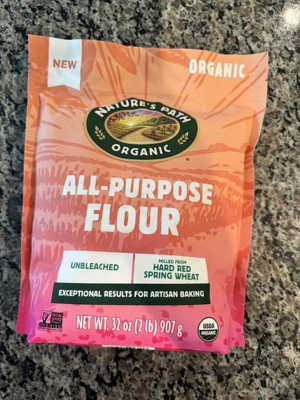 NEW
ORGANIC
NATURE'S PATH
ORGANIC
ALL-PURPOSE
FLOUR
UNBLEACHED
MILLED FROM
HARD RED
SPRING WHEAT
EXCEPTIONAL RESULTS FOR ARTISAN BAKING
NET WT. 32 oz (2 lb) 907 g
USDA
ORGANIC